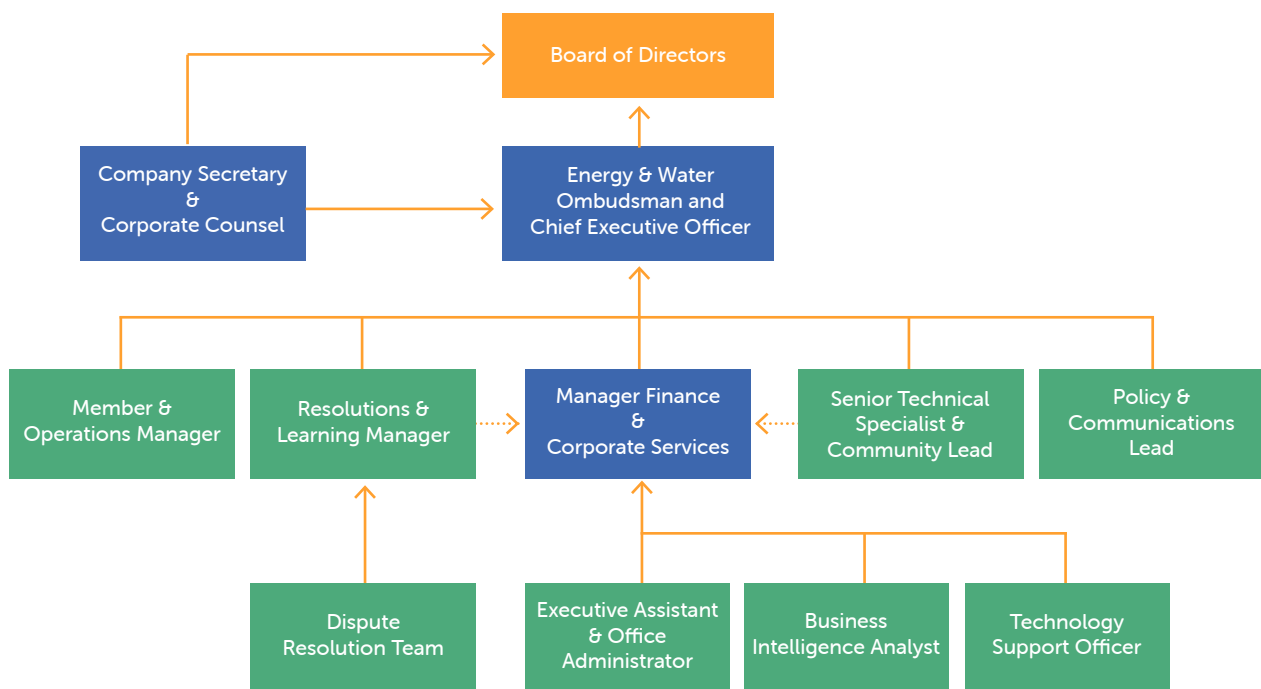 Board of Directors
Company Secretary
&
Corporate Counsel
Energy & Water
Ombudsman and
Chief Executive Officer
Member &
Operations Manager
Resolutions &
Learning Manager
Manager Finance
&
Corporate Services
Senior Technical
Specialist &
Community Lead
Policy &
Communications
Lead
Dispute
Resolution Team
Executive Assistant
& Office
Administrator
Business
Intelligence Analyst
Technology
Support Officer